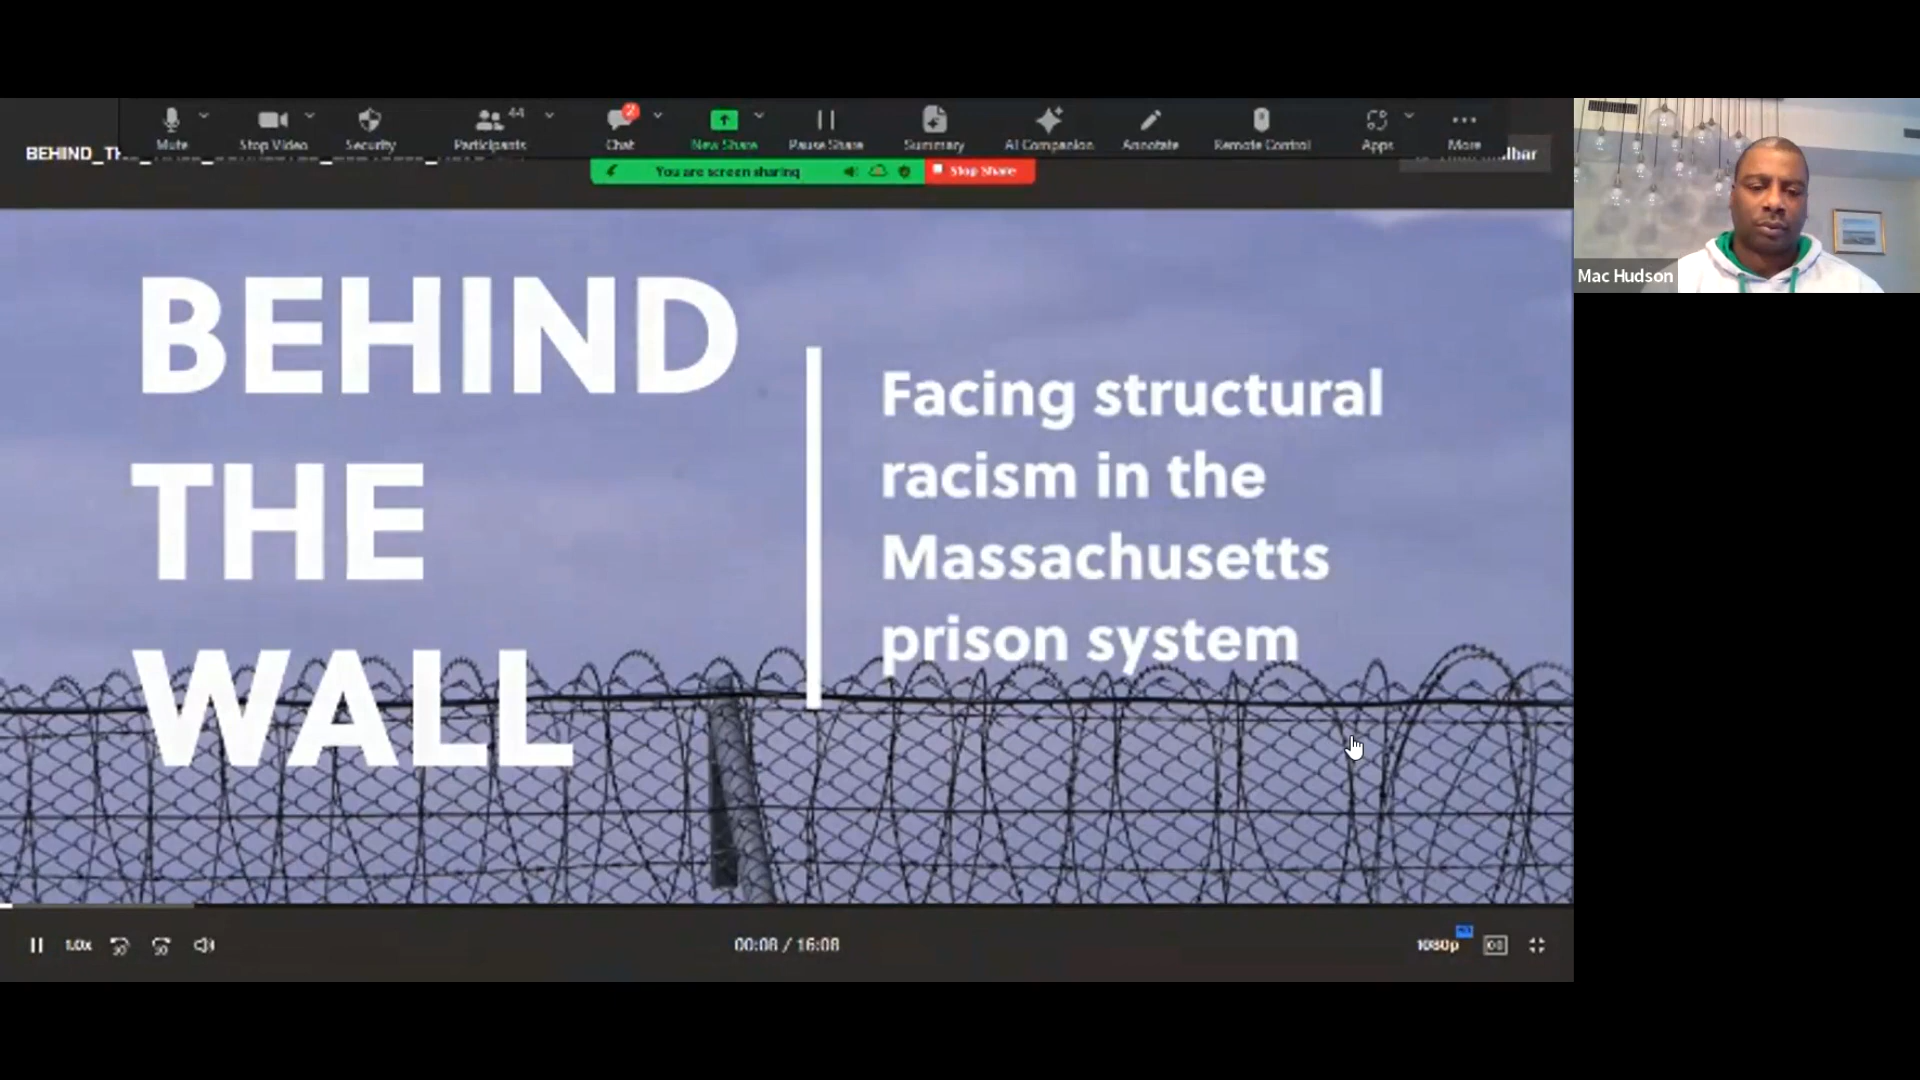 Mute
Stop Video
Security
Participants
44
Chat
2
New Share
Pause Share
Summary
AI Companion
Annotate
Remote Control
Apps
More
You are screen sharing
Stop Share
BEHIND
THE
WALL
Facing structural
racism in the
Massachusetts
prison system
Mac Hudson
1.0x
00:08 / 16:08
1080p